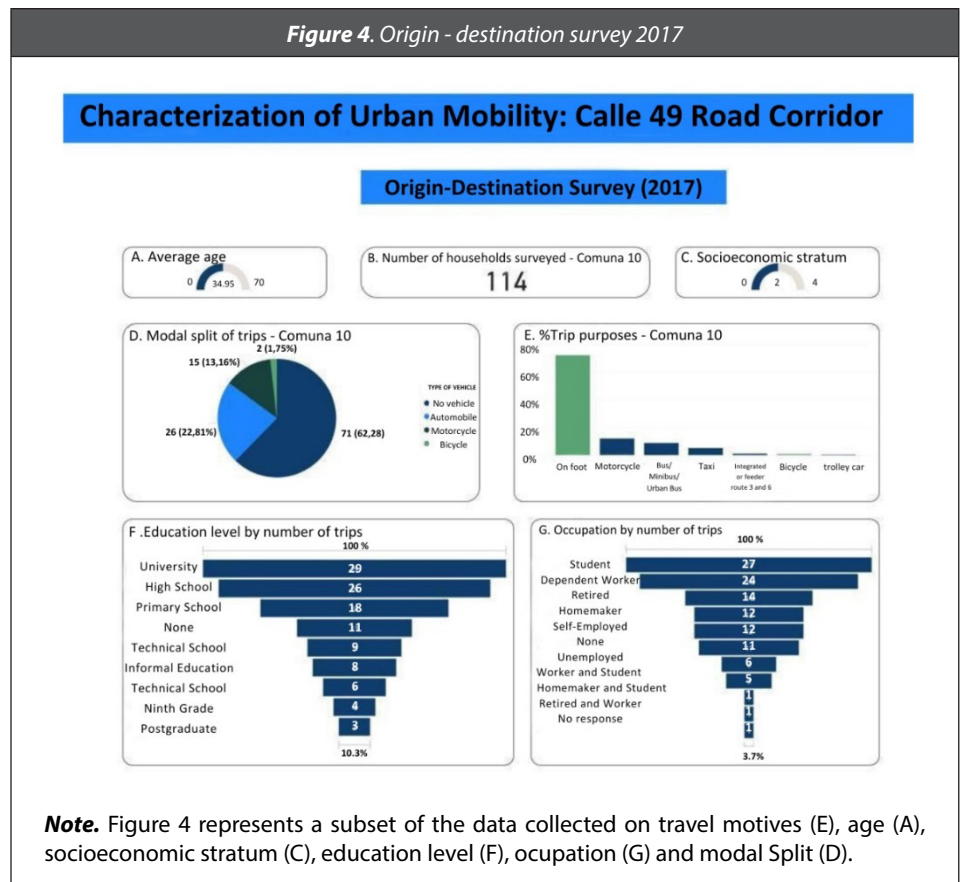 Figure 4. Origin - destination survey 2017
Characterization of Urban Mobility: Calle 49 Road Corridor
Origin-Destination Survey (2017)
A. Average age
0 34.95 70
B. Number of households surveyed - Comuna 10
114
C. Socioeconomic stratum
0 2 4
D. Modal split of trips - Comuna 10
2 (1,75%)
15 (13,16%)
26 (22,81%)
71 (62,28)
TYPE OF VEHICLE
No vehicle
Automobile
Motorcycle
Bicycle
E. %Trip purposes - Comuna 10
80%
60%
40%
20%
0%
On foot
Motorcycle
Bus/
Minibus/
Urban Bus
Taxi
Integrated
or feeder
route 3 and 6
Bicycle
trolley car
F .Education level by number of trips
100 %
University 29
High School 26
Primary School 18
None 11
Technical School 9
Informal Education 8
Technical School 6
Ninth Grade 4
Postgraduate 3
10.3%
G. Occupation by number of trips
100 %
Student 27
Dependent Worker 24
Retired 14
Homemaker 12
Self-Employed 12
None 11
Unemployed 6
Worker and Student 5
Homemaker and Student 1
Retired and Worker 1
No response 1
3.7%
Note. Figure 4 represents a subset of the data collected on travel motives (E), age (A),
socioeconomic stratum (C), education level (F), ocupation (G) and modal Split (D).